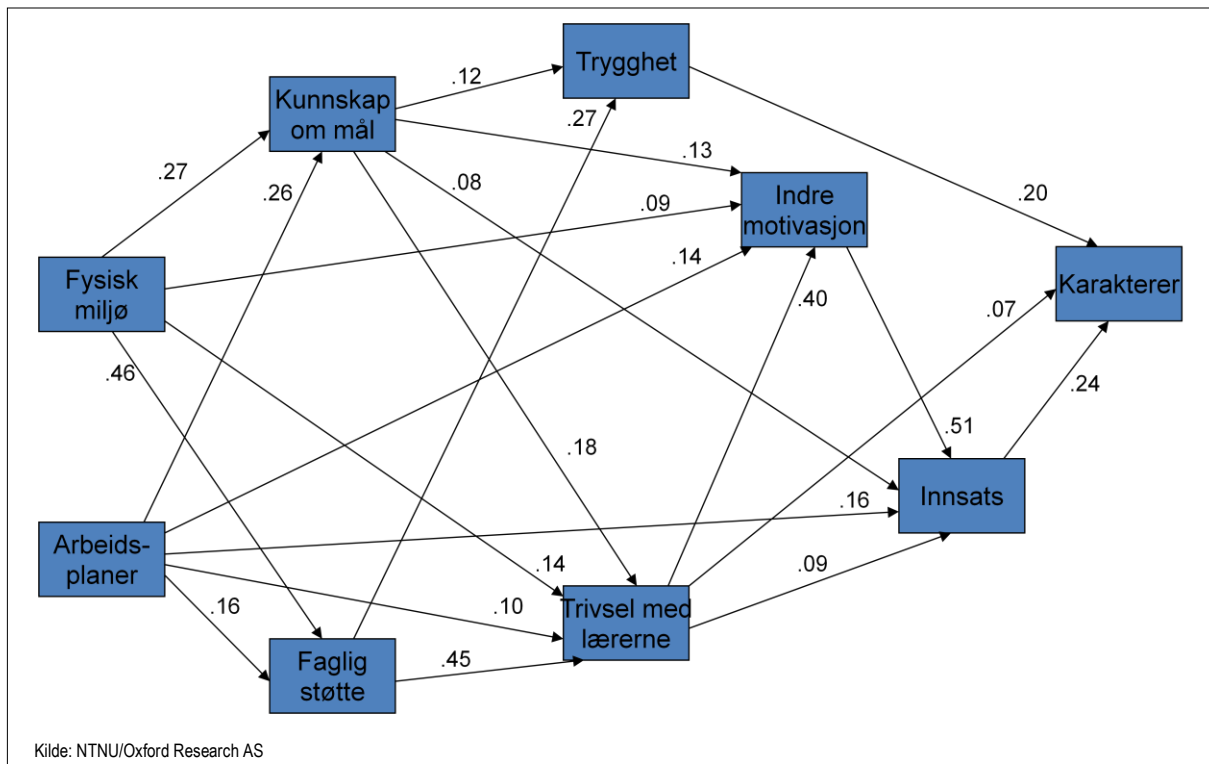 Trygghet
.12
Kunnskap
om mål
.27
.13
.27
.26
.08
Indre
motivasjon
.20
.09
.14
Fysisk
miljø
Karakterer
.40
.07
.46
.24
.18
.51
Innsats
.16
Arbeids-
planer
.14
.09
.10
Trivsel med
lærerne
.16
Faglig
støtte
.45
Kilde: NTNU/Oxford Research AS